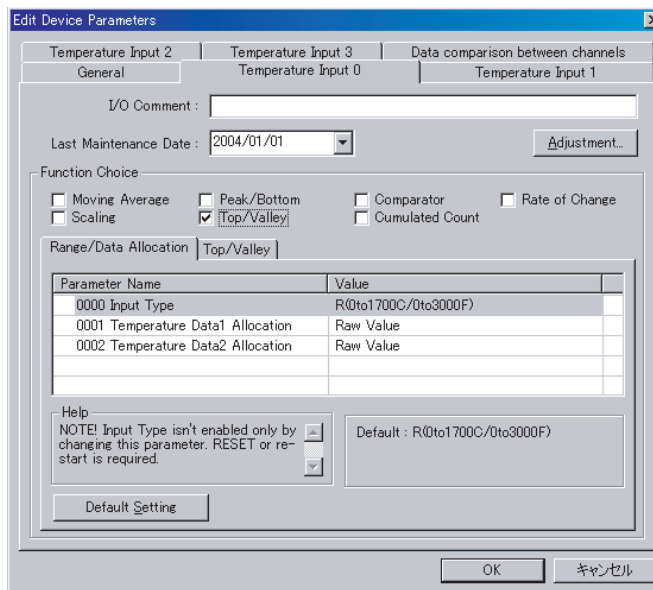 Edit Device Parameters
Temperature Input 2 Temperature Input 3 Data comparison between channels
General Temperature Input 0 Temperature Input 1
I/O Comment :
Last Maintenance Date : 2004/01/01 Adjustment...
Function Choice
Moving Average Peak/Bottom Comparator Rate of Change
Scaling Top/Valley Cumulated Count
Range/Data Allocation Top/Valley
Parameter Name Value
0000 Input Type R(0to1700C/0to3000F)
0001 Temperature Data1 Allocation Raw Value
0002 Temperature Data2 Allocation Raw Value
Help
NOTE! Input Type isn't enabled only by
changing this parameter. RESET or re-
start is required.
Default : R(0to1700C/0to3000F)
Default Setting
OK キャンセル